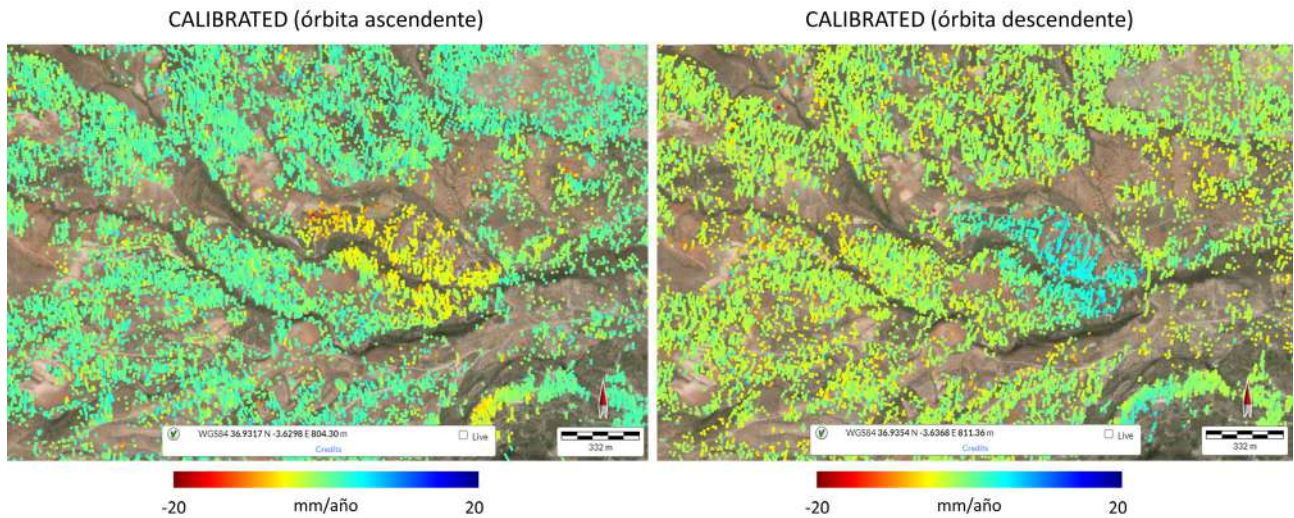 CALIBRATED (órbita ascendente)
CALIBRATED (órbita descendente)
WGS84 36.9317 N -3.6298 E 804.30 m
Live
Credits
332 m
WGS84 36.9354 N -3.6368 E 811.36 m
Live
Credits
332 m
-20 mm/año 20
-20 mm/año 20